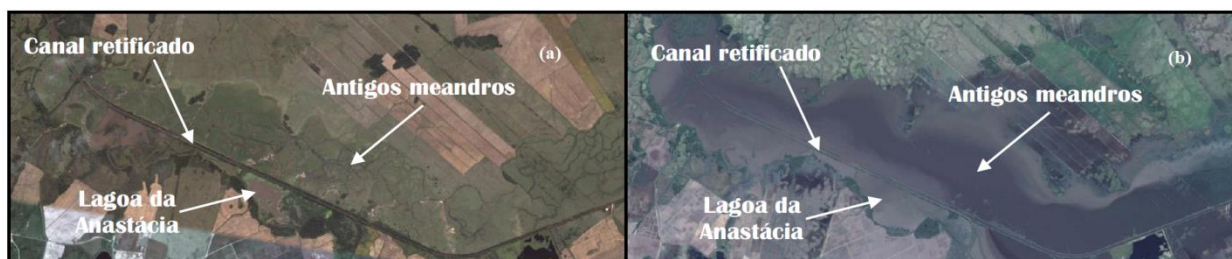 Canal retificado
(a)
Antigos meandros
Lagoa da
Anastácia
Canal retificado
(b)
Antigos meandros
Lagoa da
Anastácia